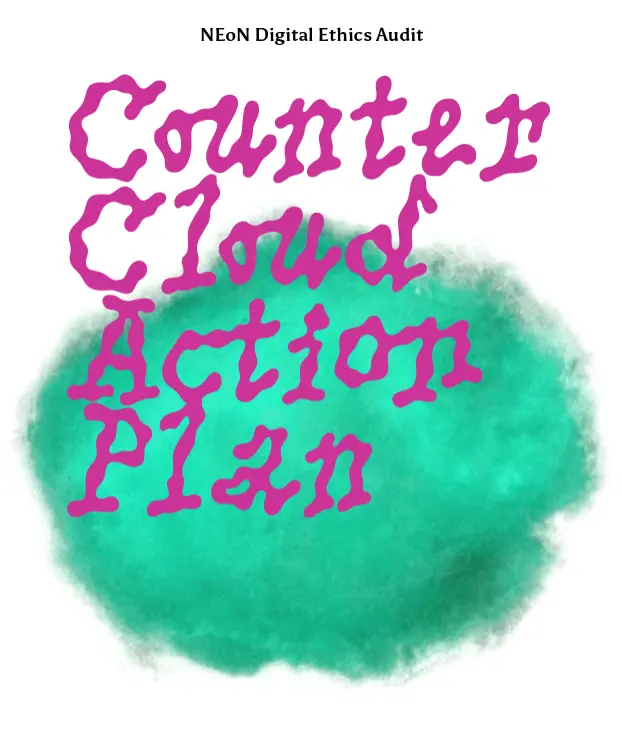 NEoN Digital Ethics Audit
Counter
Cloud
Action
Plan